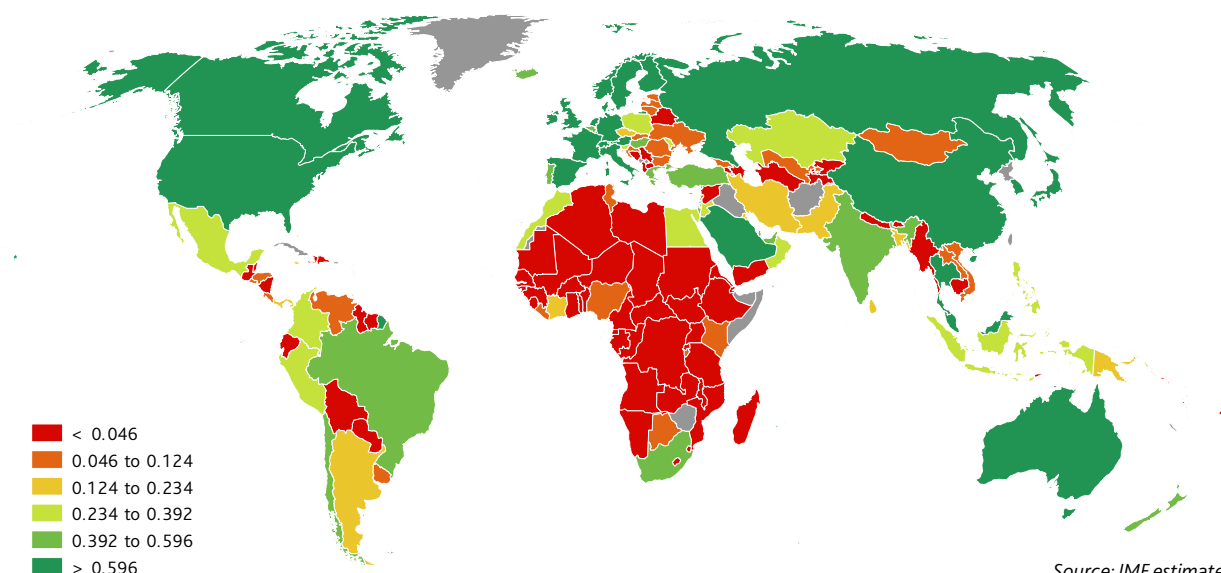 < 0.046
0.046 to 0.124
0.124 to 0.234
0.234 to 0.392
0.392 to 0.596
> 0.596
Source: IMF estimate